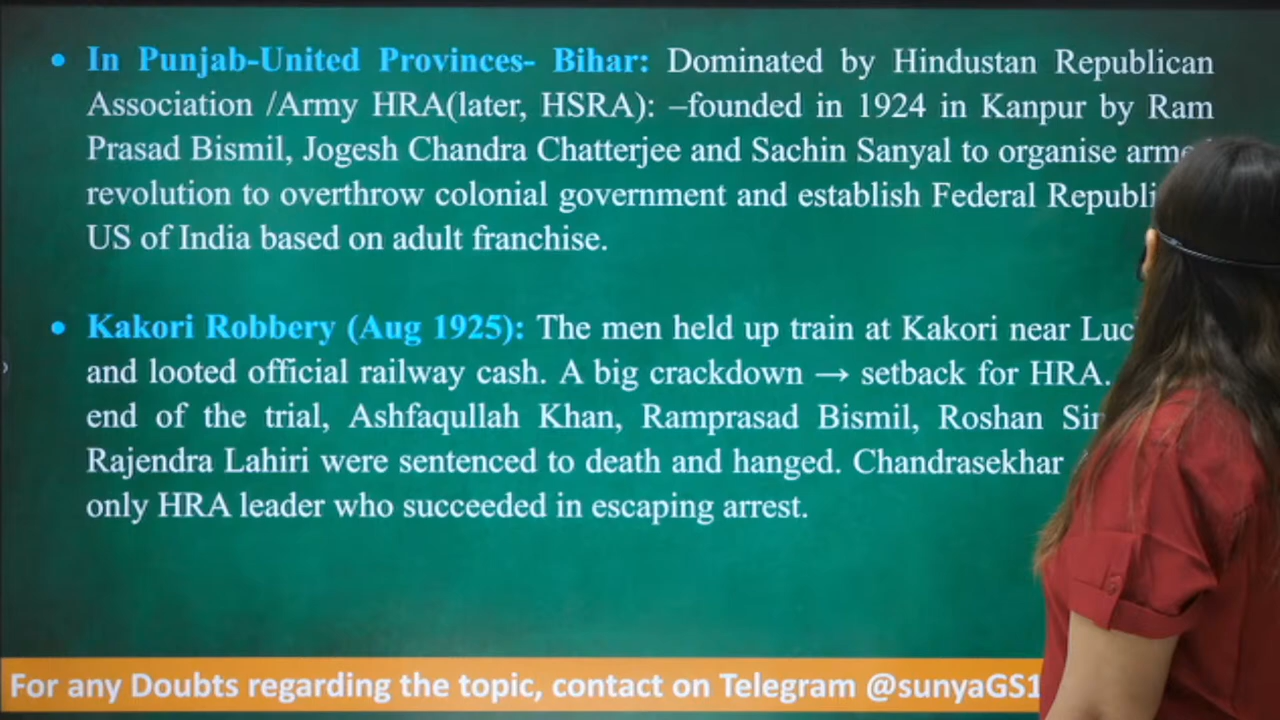 • In Punjab-United Provinces- Bihar: Dominated by Hindustan Republican
Association /Army HRA(later, HSRA): –founded in 1924 in Kanpur by Ram
Prasad Bismil, Jogesh Chandra Chatterjee and Sachin Sanyal to organise
revolution to overthrow colonial government and establish Federal
US of India based on adult franchise.
• Kakori Robbery (Aug 1925): The men held up train at Kakori near
and looted official railway cash. A big crackdown → setback for HRA.
end of the trial, Ashfaqullah Khan, Ramprasad Bismil, Roshan
Rajendra Lahiri were sentenced to death and hanged. Chandrasekhar
only HRA leader who succeeded in escaping arrest.
For any Doubts regarding the topic, contact on Telegram @sunyaGS1